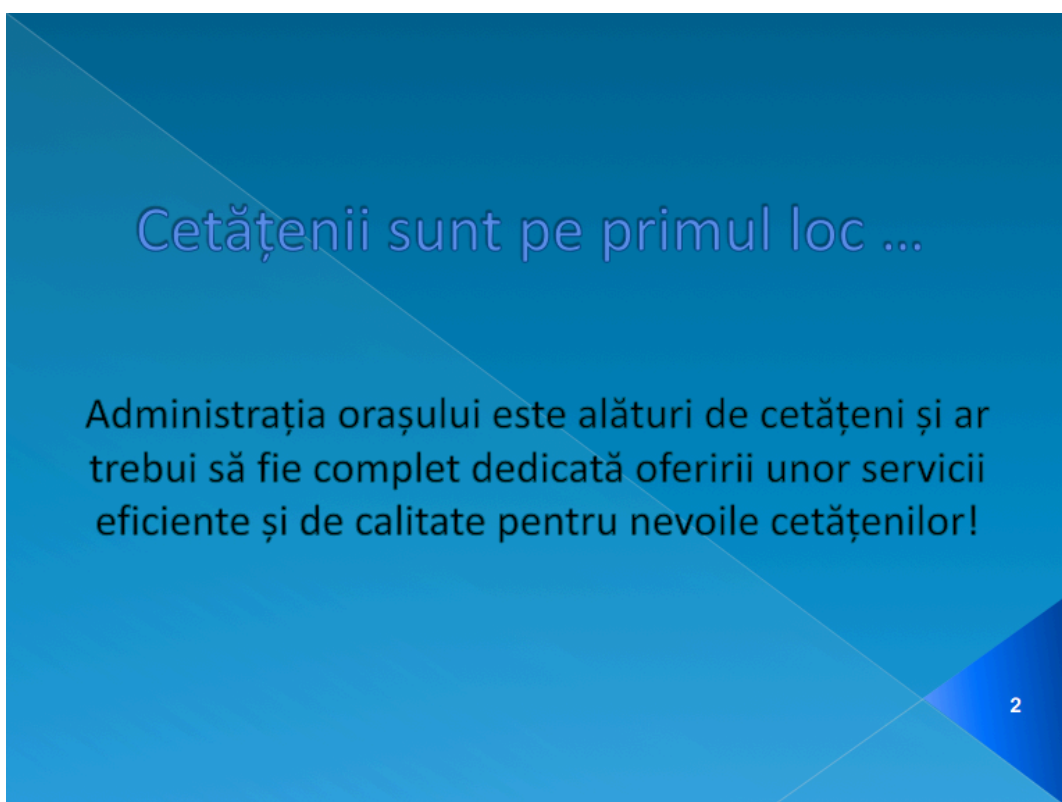 Cetățenii sunt pe primul loc ...
Administrația orașului este alături de cetățeni și ar
trebui să fie complet dedicată oferirii unor servicii
eficiente și de calitate pentru nevoile cetățenilor!
2